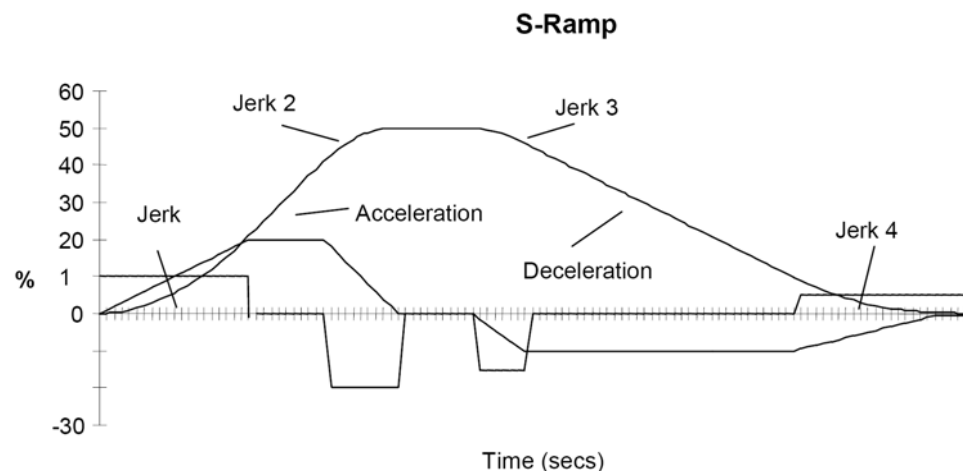 S-Ramp
60
Jerk 2
Jerk 3
50
40
30
Jerk
Acceleration
20
Jerk 4
%
1
Deceleration
0
-30
Time (secs)